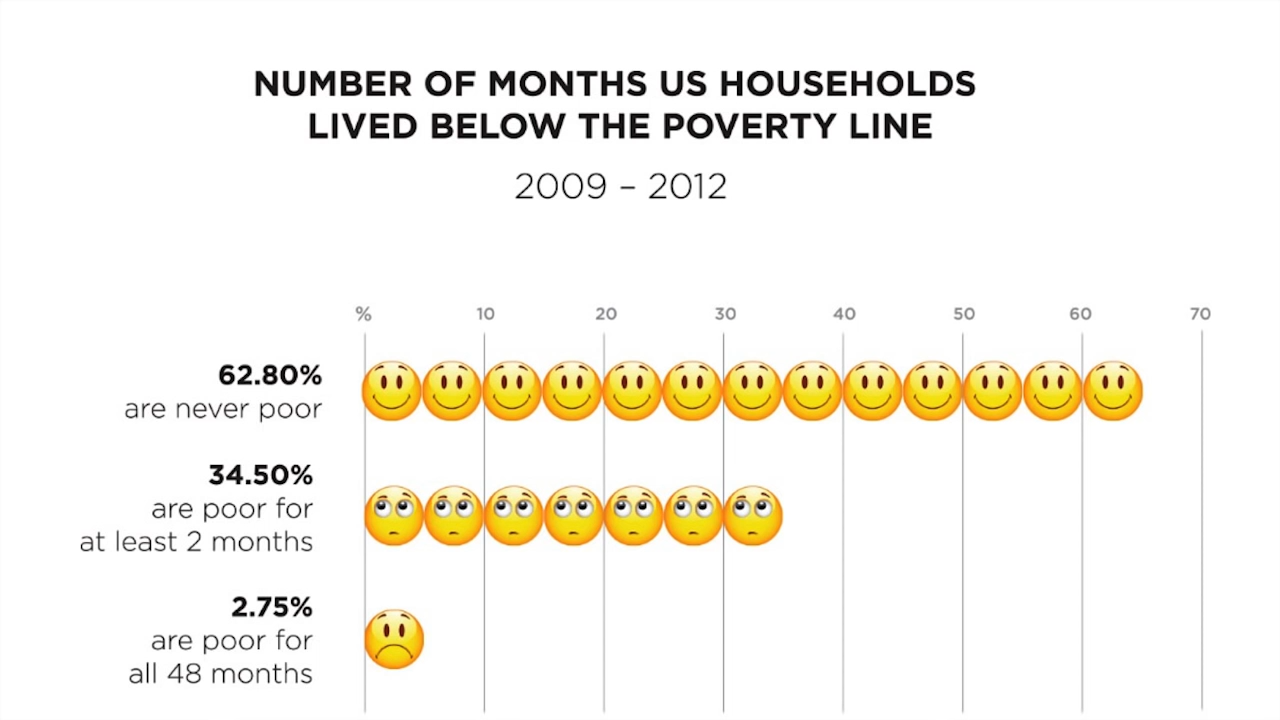 NUMBER OF MONTHS US HOUSEHOLDS
LIVED BELOW THE POVERTY LINE
2009 – 2012
% 10 20 30 40 50 60 70
62.80%
are never poor
34.50%
are poor for
at least 2 months
2.75%
are poor for
all 48 months